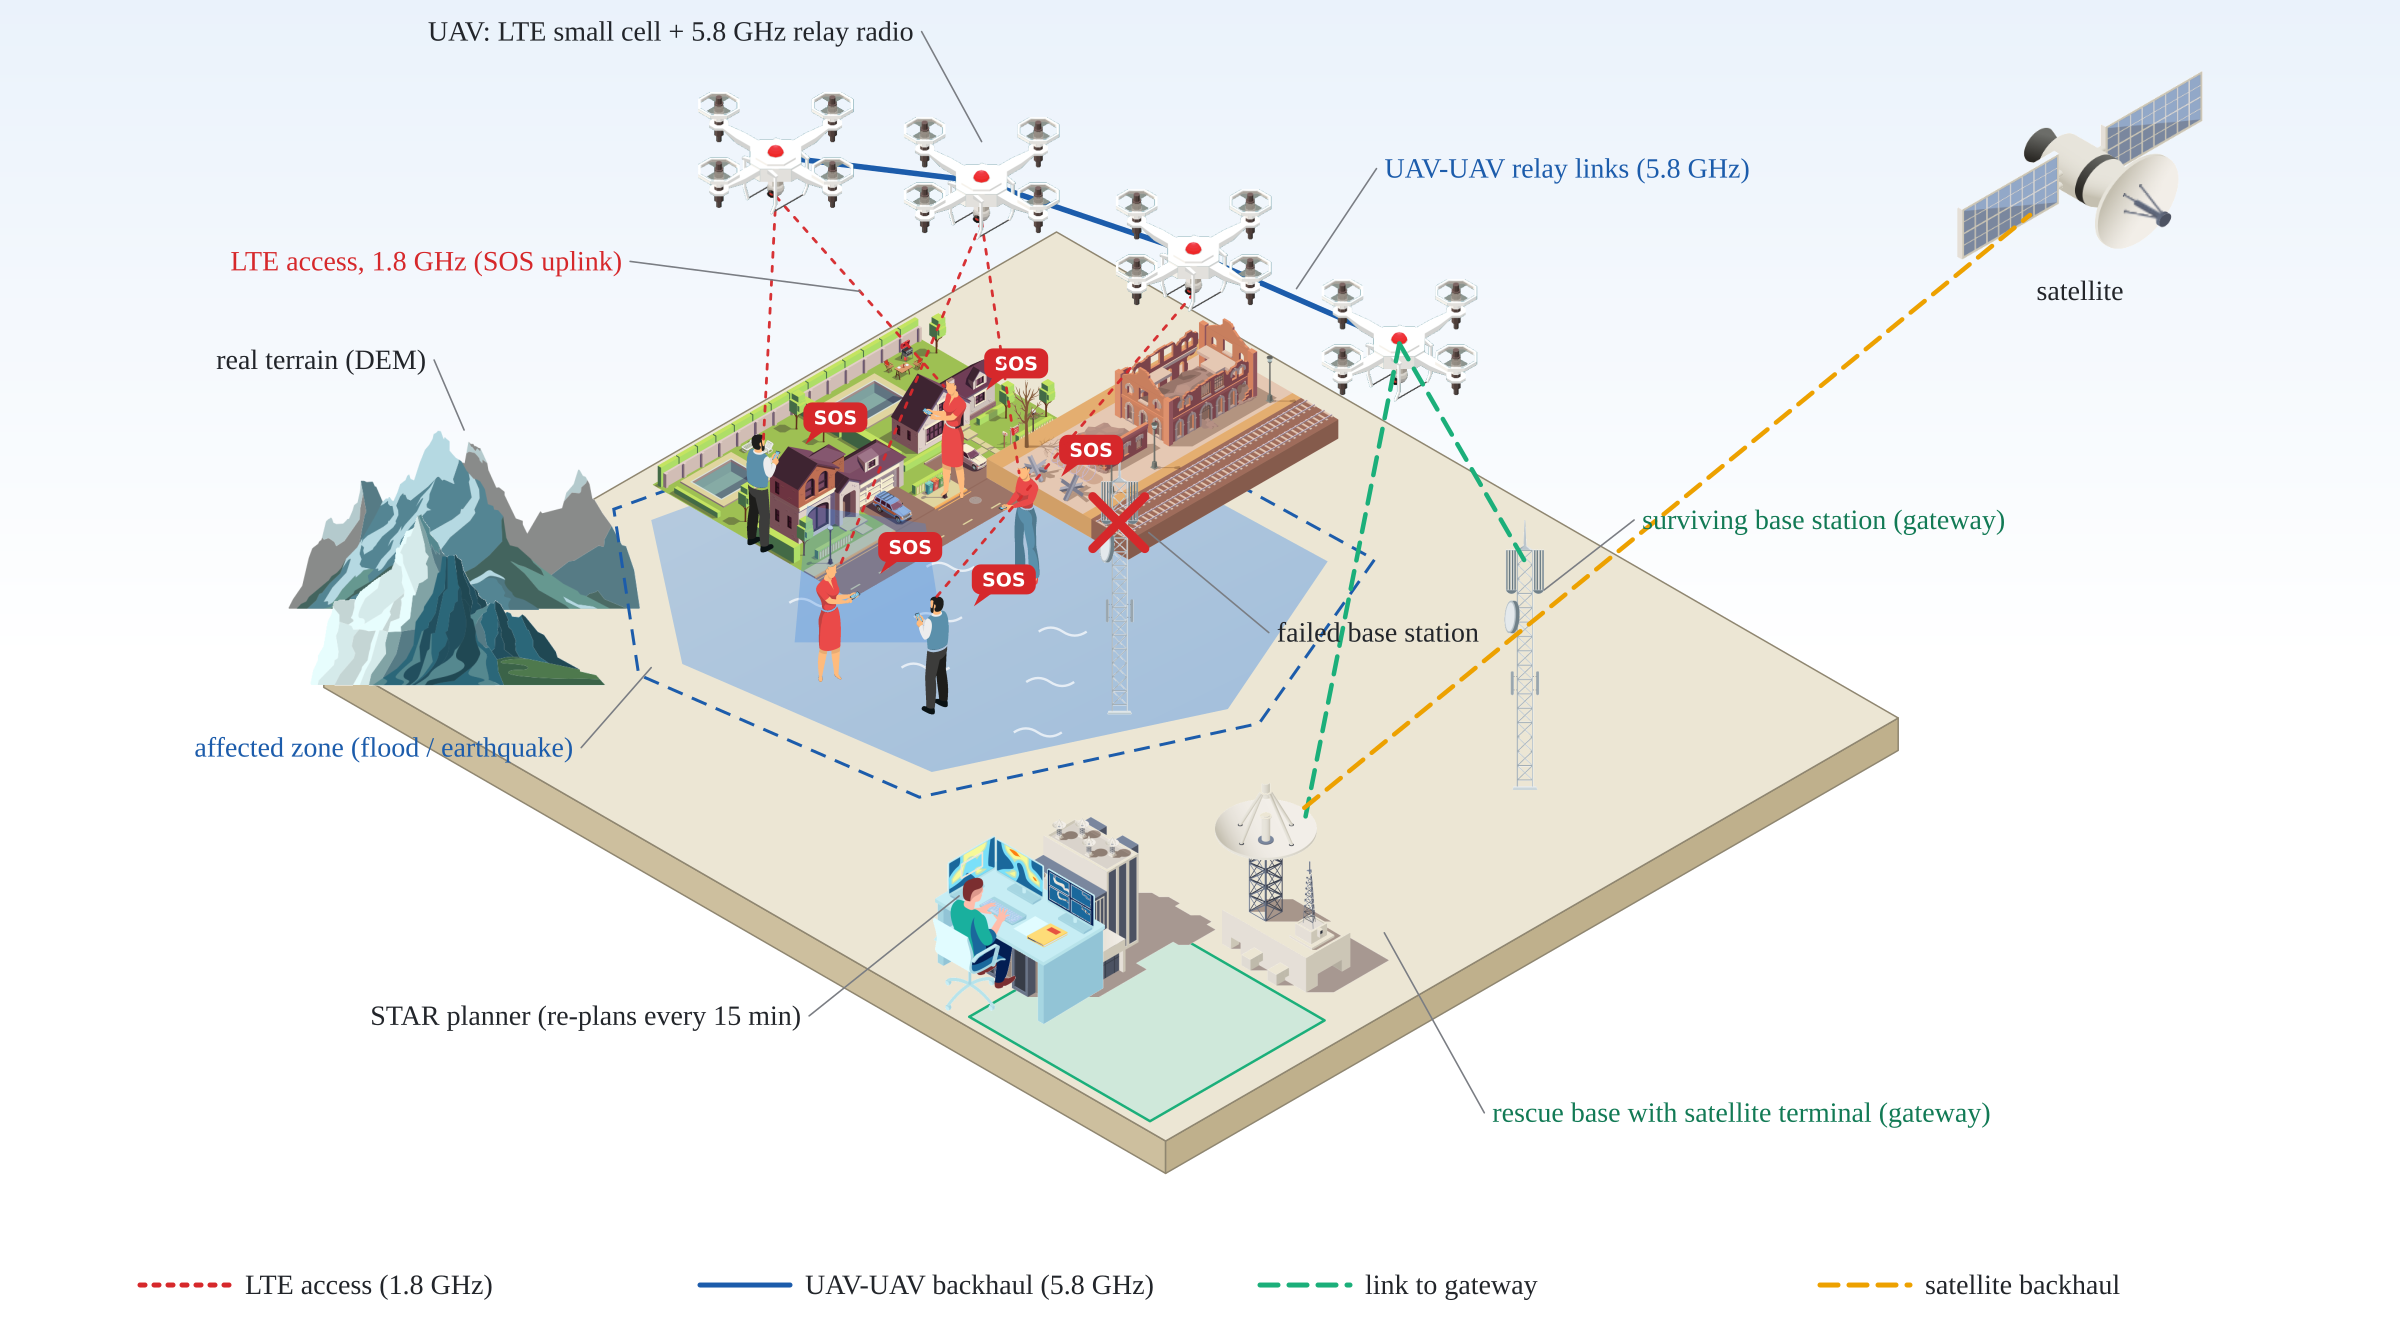 UAV: LTE small cell + 5.8 GHz relay radio
UAV-UAV relay links (5.8 GHz)
LTE access, 1.8 GHz (SOS uplink)
satellite
real terrain (DEM)
SOS
SOS
SOS
surviving base station (gateway)
SOS
SOS
failed base station
affected zone (flood / earthquake)
STAR planner (re-plans every 15 min)
rescue base with satellite terminal (gateway)
LTE access (1.8 GHz)
UAV-UAV backhaul (5.8 GHz)
link to gateway
satellite backhaul